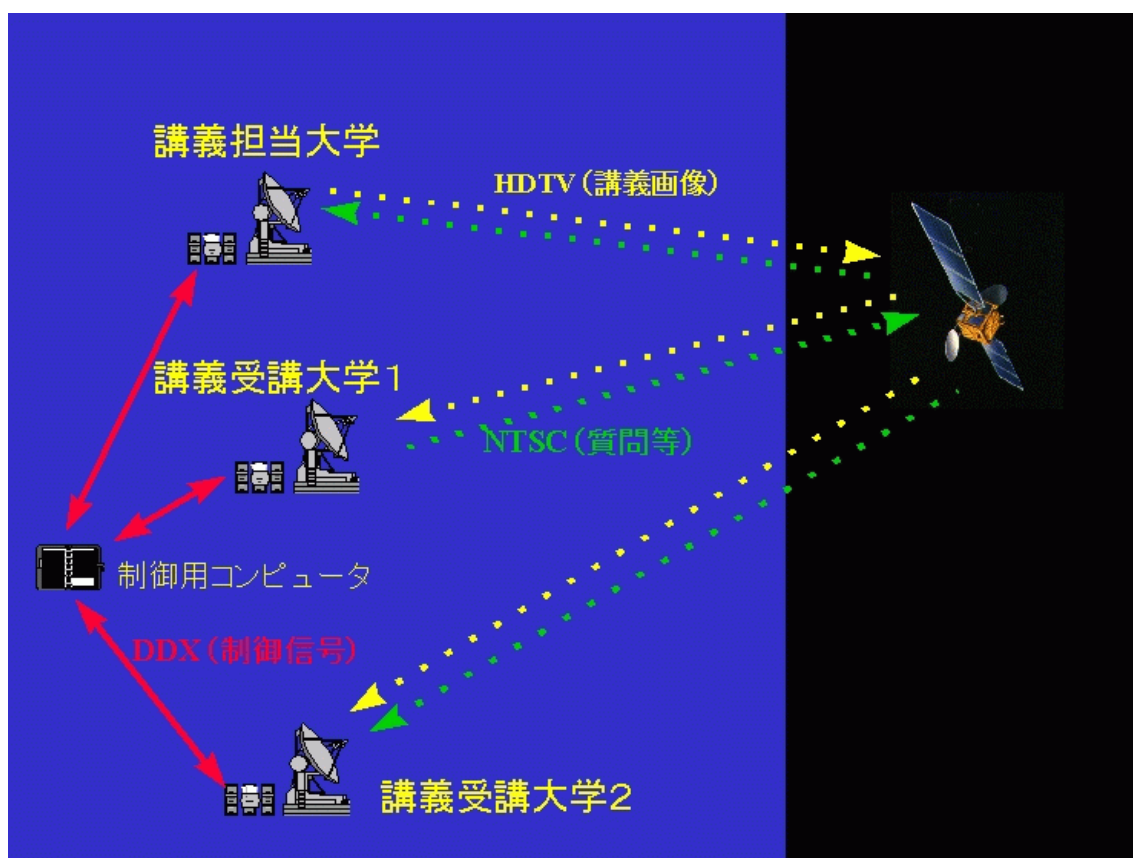 講義担当大学
HDTV(講義画像)
講義受講大学1
NTSC(質問等)
制御用コンピュータ
DDX(制御信号)
講義受講大学2